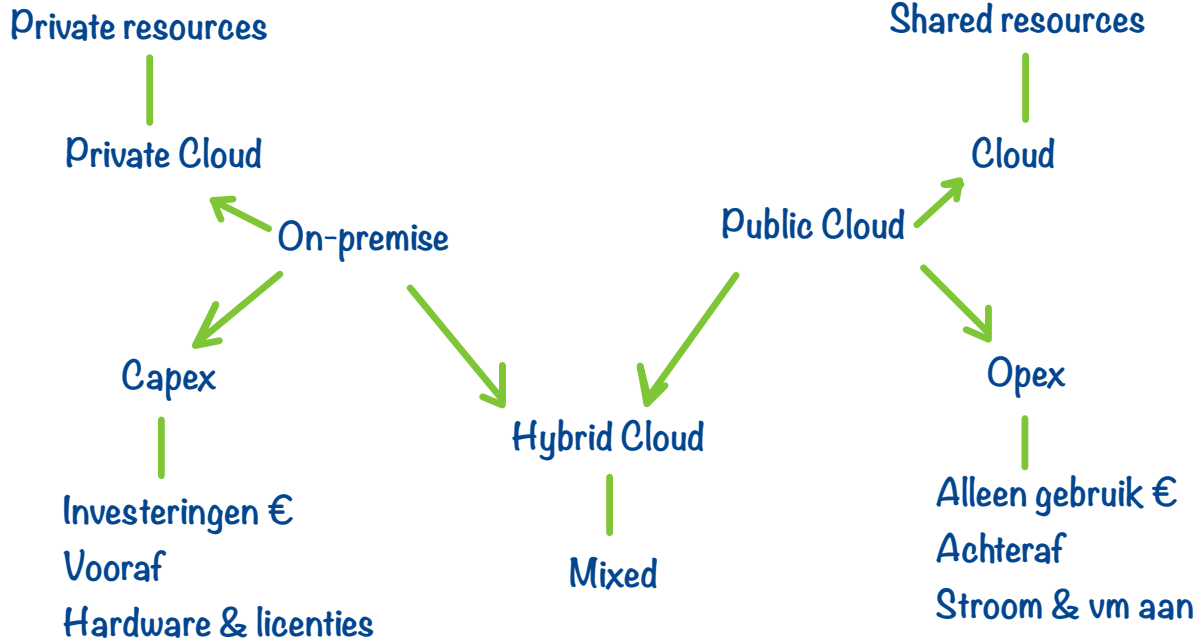 Private resources
Shared resources
Private Cloud
Cloud
On-premise
Public Cloud
Capex
Opex
Hybrid Cloud
Investeringen €
Vooraf
Hardware & licenties
Mixed
Alleen gebruik €
Achteraf
Stroom & vm aan